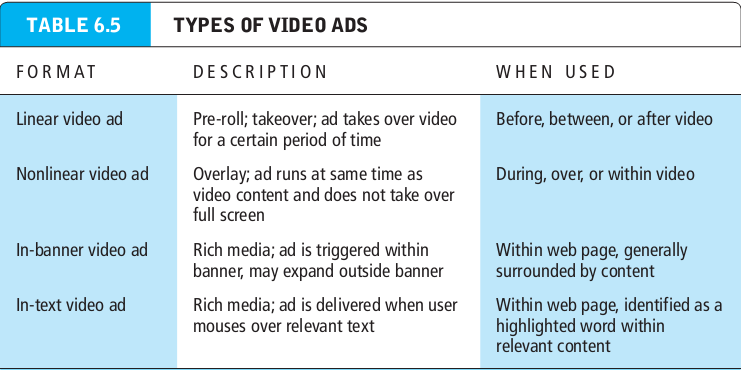 TABLE 6.5 TYPES OF VIDEO ADS
FORMAT DESCRIPTION WHEN USED
Linear video ad Pre-roll; takeover; ad takes over video Before, between, or after video
for a certain period of time
Nonlinear video ad Overlay; ad runs at same time as During, over, or within video
video content and does not take over
full screen
In-banner video ad Rich media; ad is triggered within Within web page, generally
banner, may expand outside banner surrounded by content
In-text video ad Rich media; ad is delivered when user Within web page, identified as a
mouses over relevant text highlighted word within
relevant content